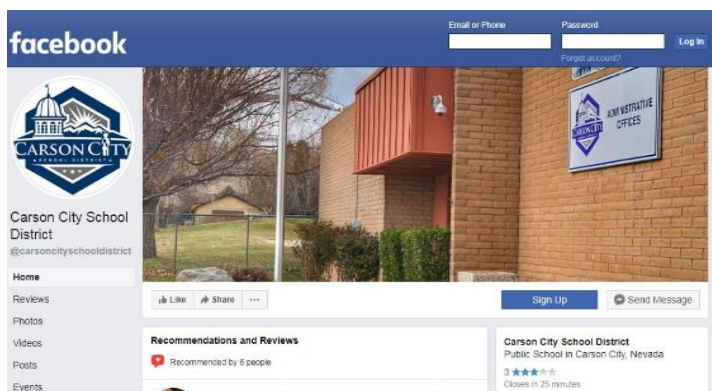 Email or Phone
Password
facebook
Log In
Forgot account?
CARSON CITY
SCHOOL DISTRICT
ADMINISTRATIVE
OFFICES
CARSON CITY
Carson City School
District
@carsoncityschooldistrict
Home
Reviews
Photos
Videos
Posts
Events
Like
Share
Sign Up
Send Message
Recommendations and Reviews
Recommended by 6 people
Carson City School District
Public School in Carson City, Nevada
3
Closes in 25 minutes